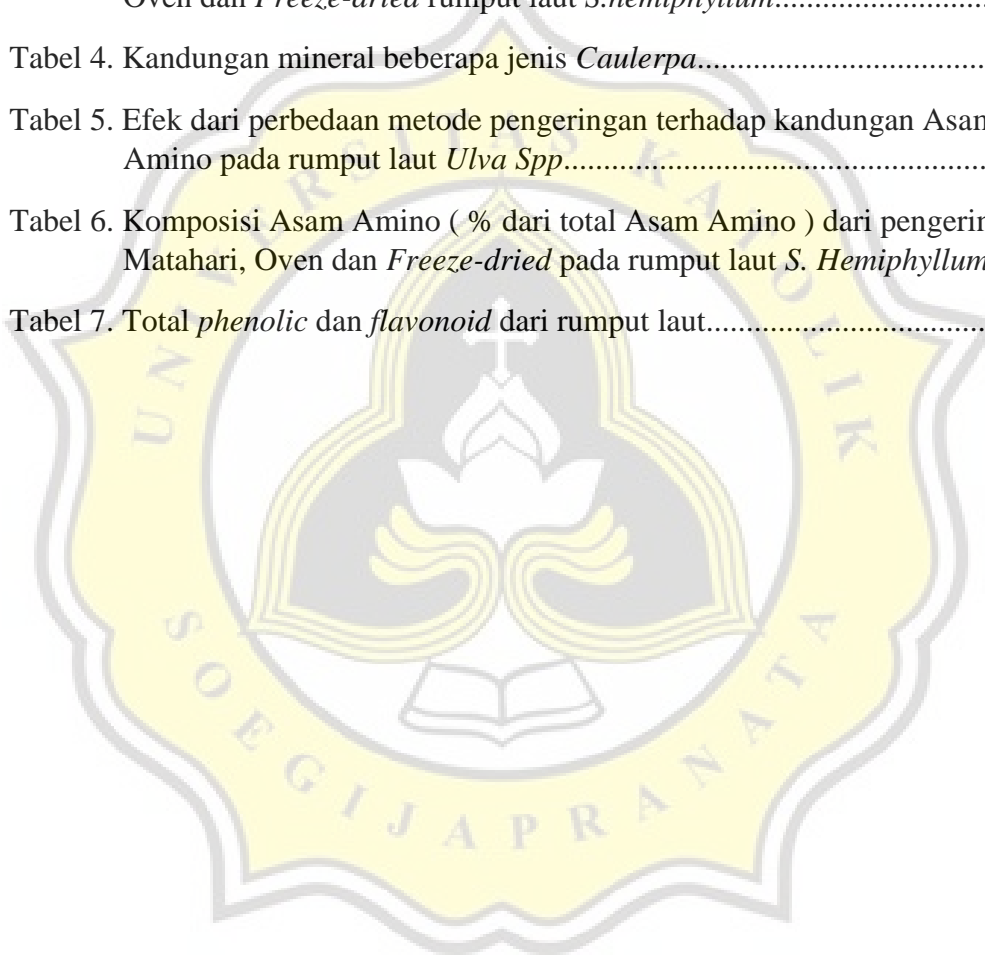 Oven dan Freeze-dried rumput laut S.hemiphyllum...............................
Tabel 4. Kandungan mineral beberapa jenis Caulerpa...................................
Tabel 5. Efek dari perbedaan metode pengeringan terhadap kandungan Asam
Amino pada rumput laut Ulva Spp....................................................
Tabel 6. Komposisi Asam Amino ( % dari total Asam Amino ) dari pengerin
Matahari, Oven dan Freeze-dried pada rumput laut S. Hemiphyllum
Tabel 7. Total phenolic dan flavonoid dari rumput laut..................................
UNIVERSITAS KATOLIK
SOEGIJAPRANATA